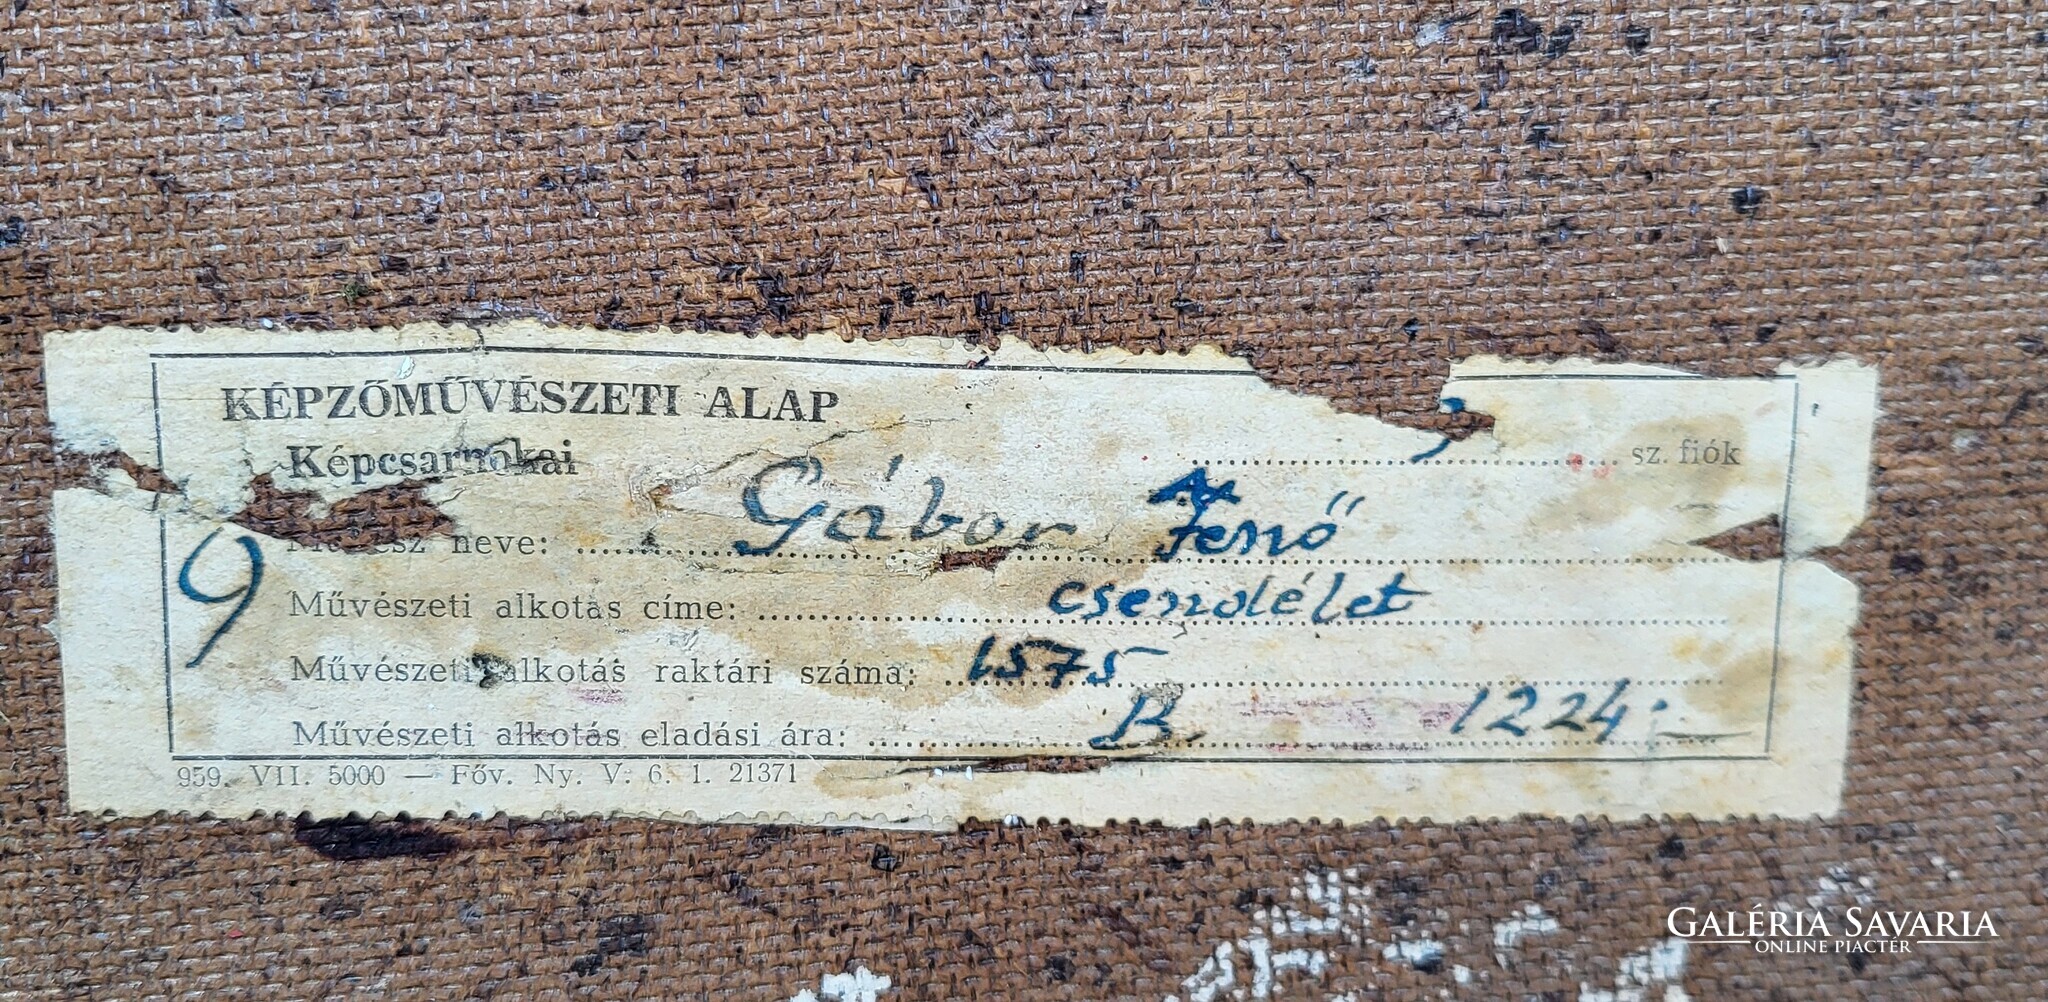 KÉPZŐMŰVÉSZETI ALAP
Képcsarnokai sz. fiók
9
Művész neve: Gábor Jenő
Művészeti alkotás címe: csendélet
Művészeti alkotás raktári száma: 1575
Művészeti alkotás eladási ára: B. 1224.—
959. VII. 5000 — Főv. Ny. V. 6. 1. 21371
GALÉRIA SAVARIA
ONLINE PIACTÉR